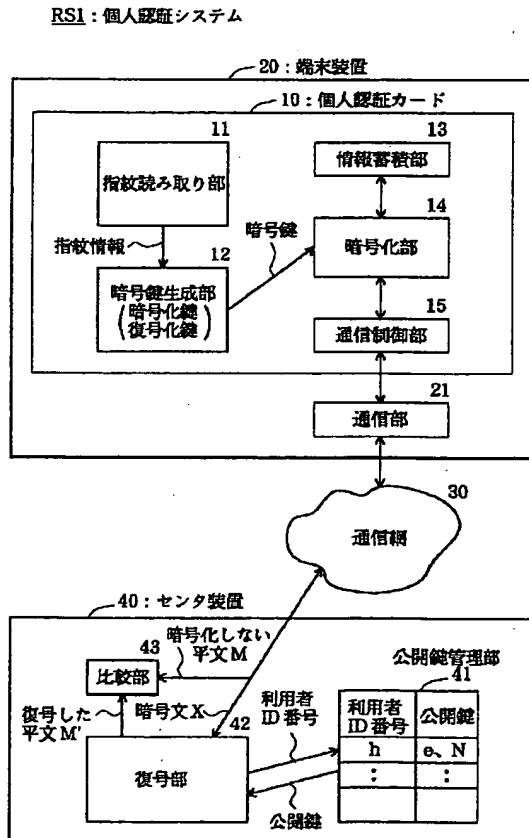 RS1：個人認証システム
20：端末装置
10：個人認証カード
11
指紋読み取り部
13
情報蓄積部
指紋情報
12
暗号鍵
14
暗号化部
暗号鍵生成部
(暗号化鍵
復号化鍵)
15
通信制御部
21
通信部
30
通信網
40：センタ装置
43
比較部
暗号化しない
平文M
公開鍵管理部
41
復号した
平文M'
暗号文X
42
復号部
利用者
ID番号
公開鍵
利用者
ID番号
公開鍵
h
e、N
：
：